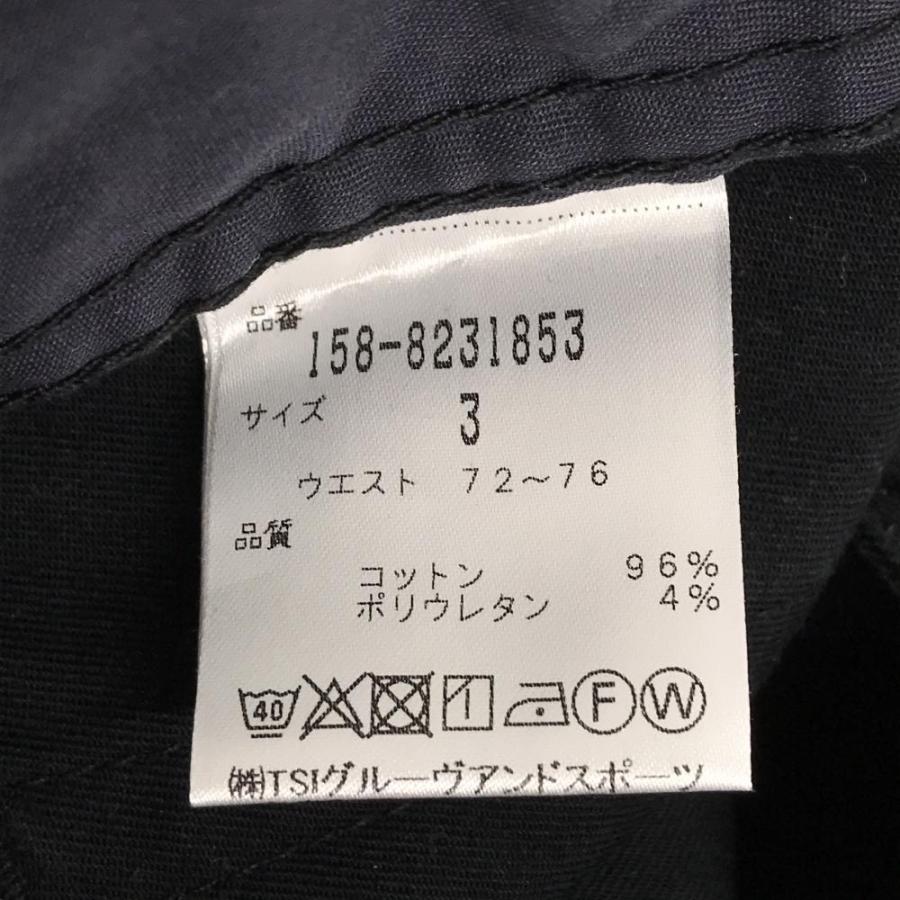 品番
158-8231853
サイズ 3
ウエスト 72～76
品質
コットン 96%
ポリウレタン 4%
40 F W
㈱TSIグルーヴアンドスポーツ